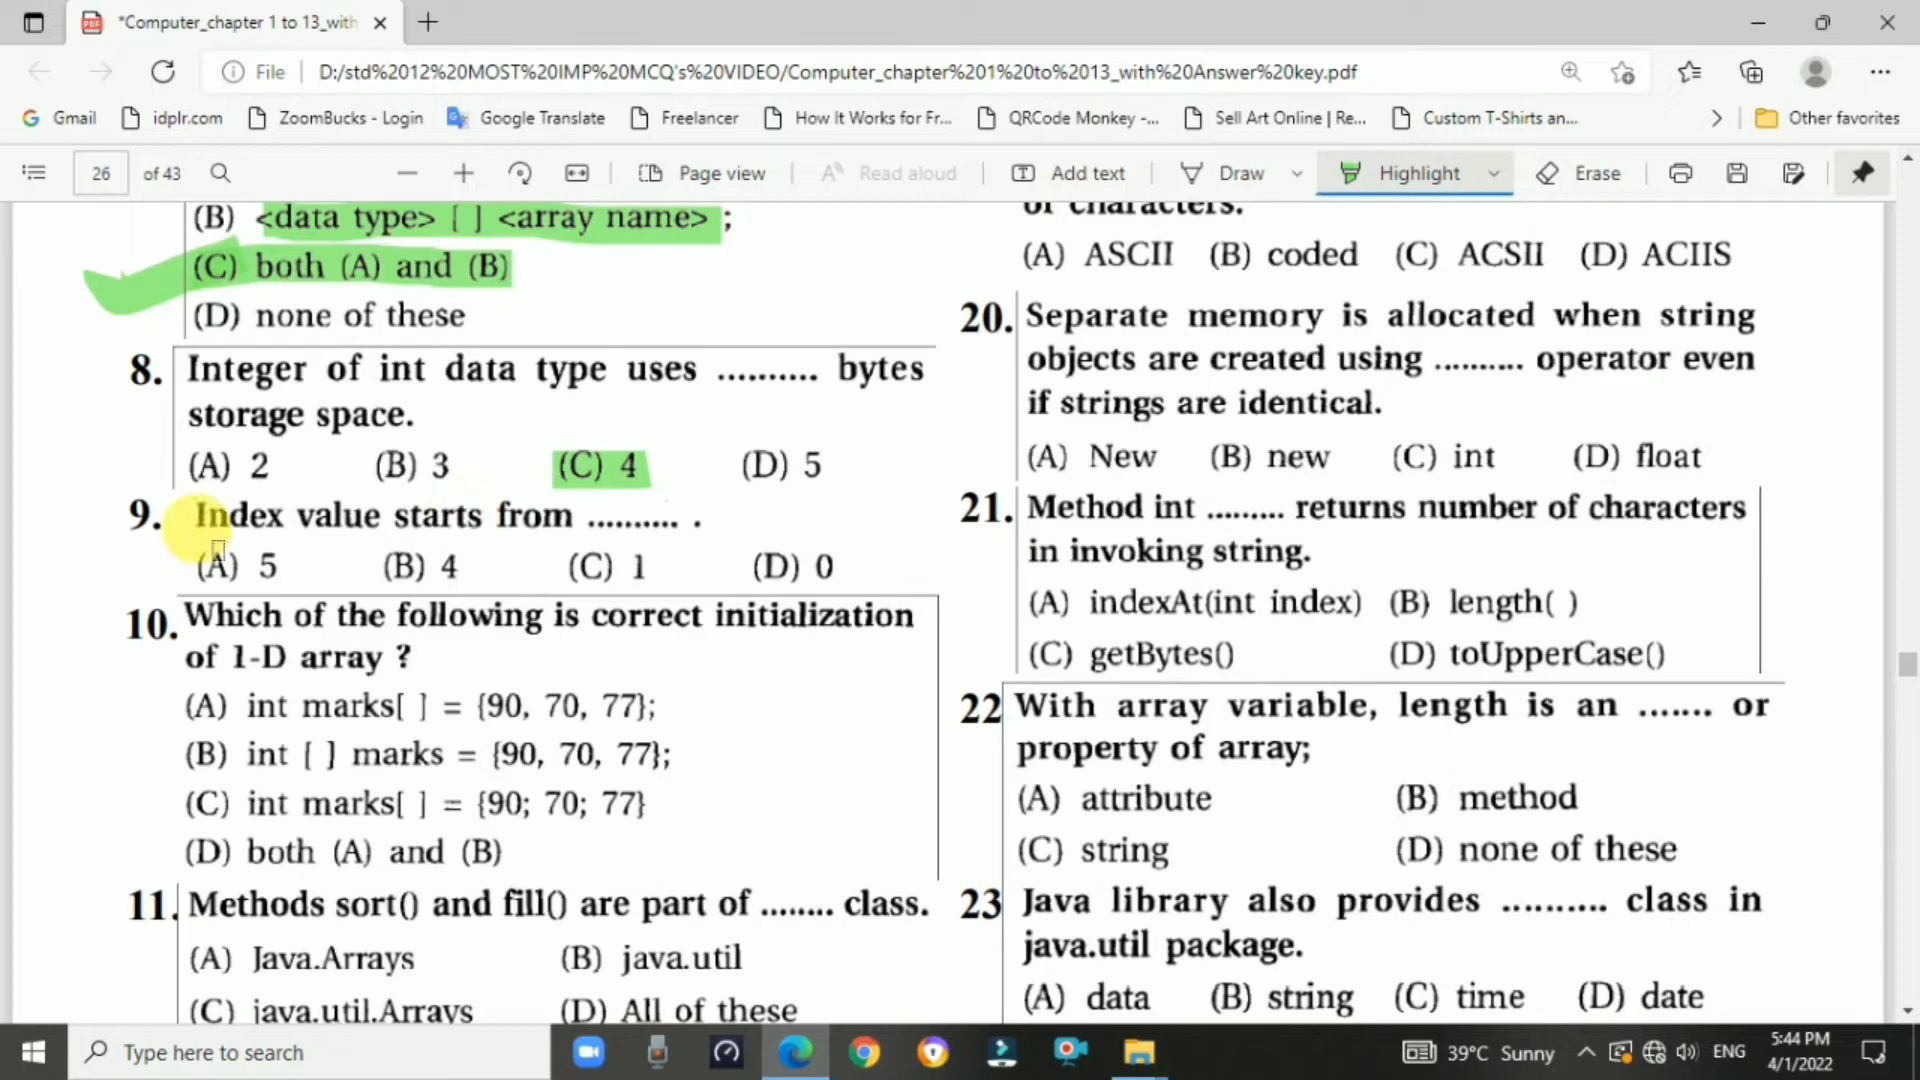 *Computer_chapter 1 to 13_with
File
D:/std%2012%20MOST%20IMP%20MCQ's%20VIDEO/Computer_chapter%201%20to%2013_with%20Answer%20key.pdf
Gmail
idplr.com
ZoomBucks - Login
Google Translate
Freelancer
How It Works for Fr...
QRCode Monkey -...
Sell Art Online | Re...
Custom T-Shirts an...
Other favorites
26 of 43
Page view
Read aloud
Add text
Draw
Highlight
Erase
(B) <data type> [ ] <array name> ;
(C) both (A) and (B)
(D) none of these
8. Integer of int data type uses .......... bytes
storage space.
(A) 2 (B) 3 (C) 4 (D) 5
9. Index value starts from .......... .
(A) 5 (B) 4 (C) 1 (D) 0
10. Which of the following is correct initialization
of 1-D array ?
(A) int marks[ ] = {90, 70, 77};
(B) int [ ] marks = {90, 70, 77};
(C) int marks[ ] = {90; 70; 77}
(D) both (A) and (B)
11. Methods sort() and fill() are part of ........ class.
(A) Java.Arrays (B) java.util
(C) java.util.Arrays (D) All of these
of characters.
(A) ASCII (B) coded (C) ACSII (D) ACIIS
20. Separate memory is allocated when string
objects are created using .......... operator even
if strings are identical.
(A) New (B) new (C) int (D) float
21. Method int ......... returns number of characters
in invoking string.
(A) indexAt(int index) (B) length( )
(C) getBytes() (D) toUpperCase()
22 With array variable, length is an ....... or
property of array;
(A) attribute (B) method
(C) string (D) none of these
23 Java library also provides .......... class in
java.util package.
(A) data (B) string (C) time (D) date
Type here to search
39°C Sunny
ENG
5:44 PM
4/1/2022